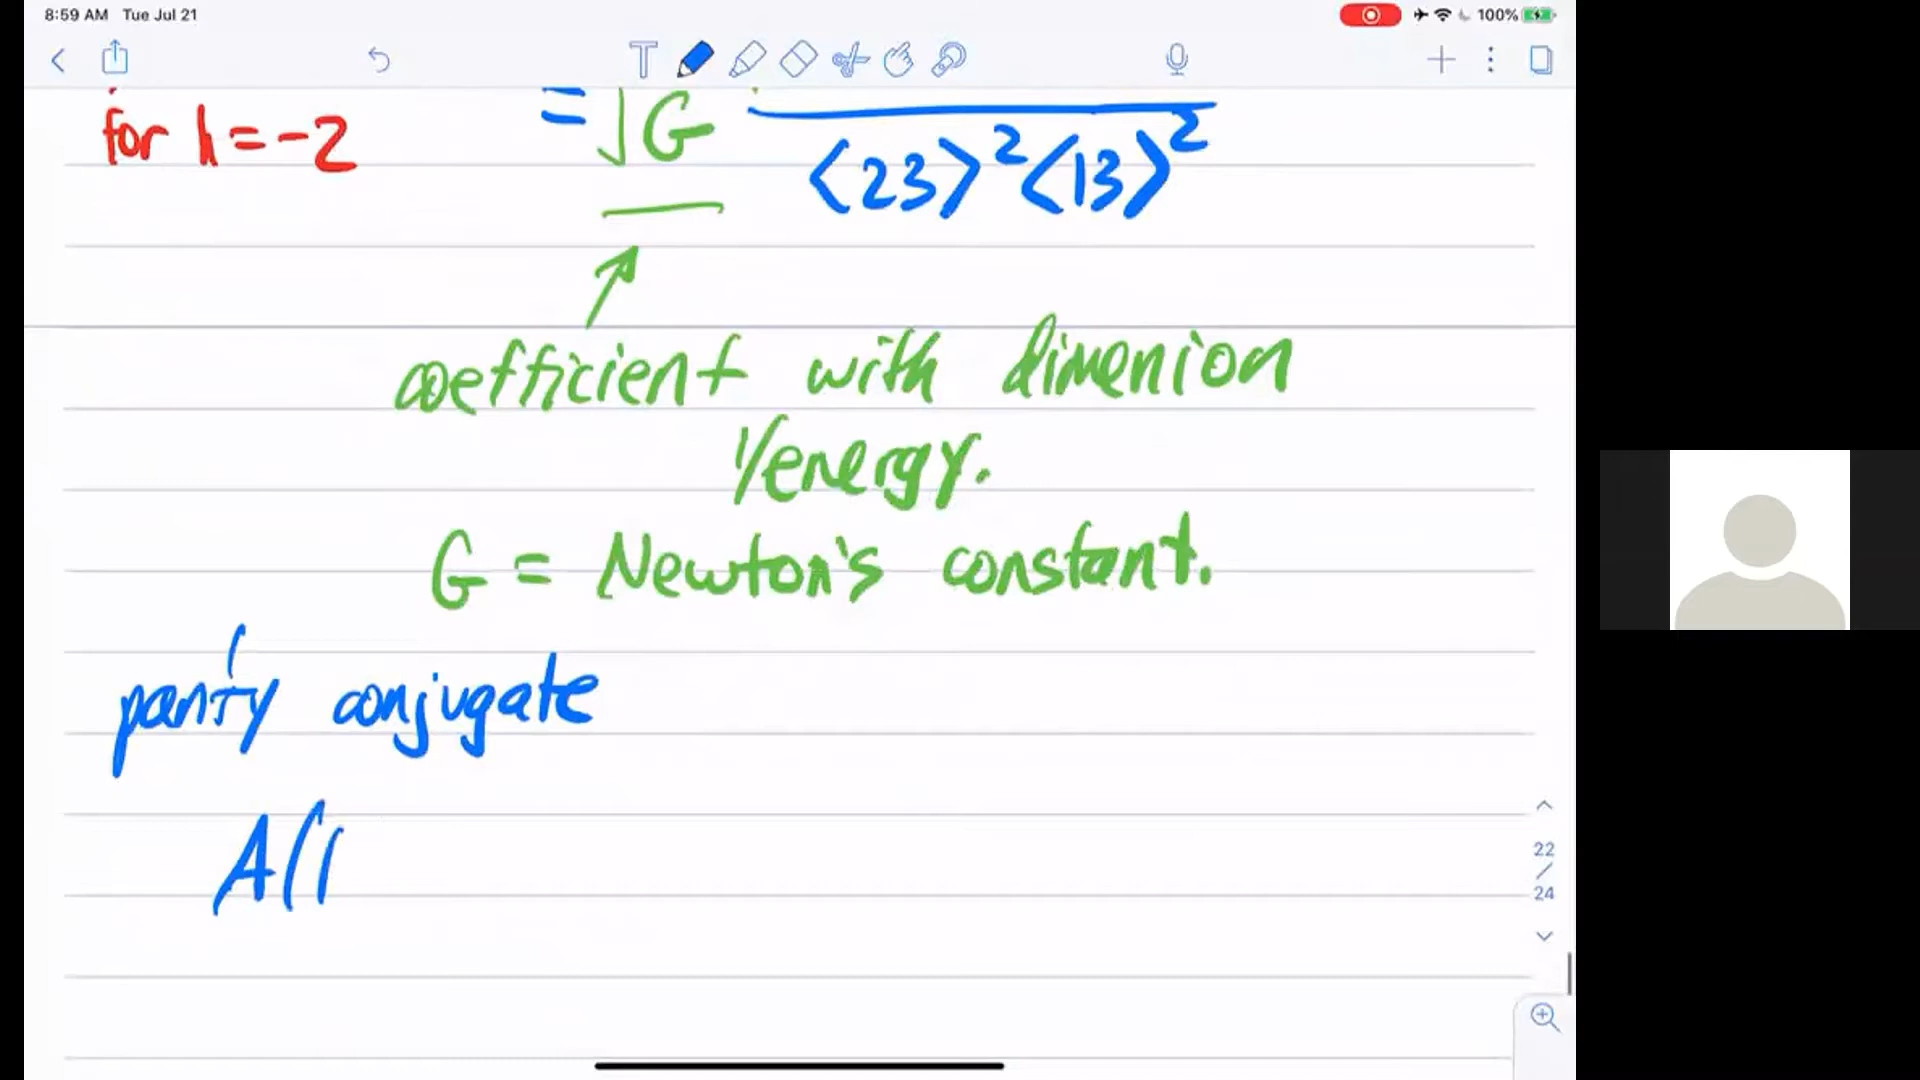 8:59 AM Tue Jul 21
100%
for h = -2
= √G
⟨23⟩²⟨13⟩²
coefficient with dimenion
1/energy.
G = Newton's constant.
parity conjugate
A(1
22
/
24